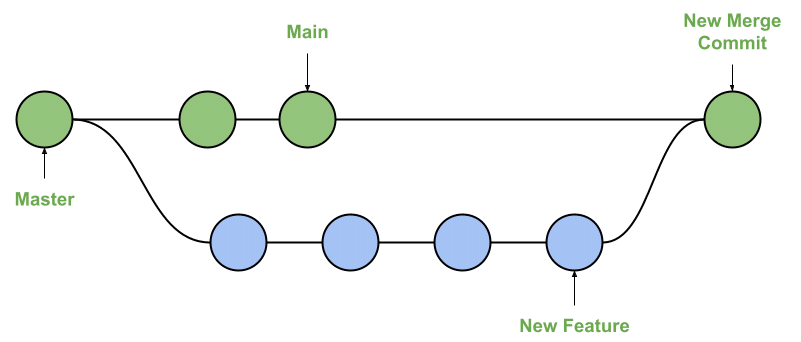 Main
New Merge
Commit
Master
New Feature